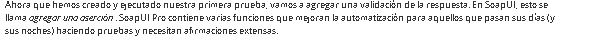 Ahora que hemos creado y ejecutado nuestra primera prueba, vamos a agregar una validación de la respuesta. En SoapUI, esto se
llama agregar una aserción . SoapUI Pro contiene varias funciones que mejoran la automatización para aquellos que pasan sus días (y
sus noches) haciendo pruebas y necesitan afirmaciones extensas.